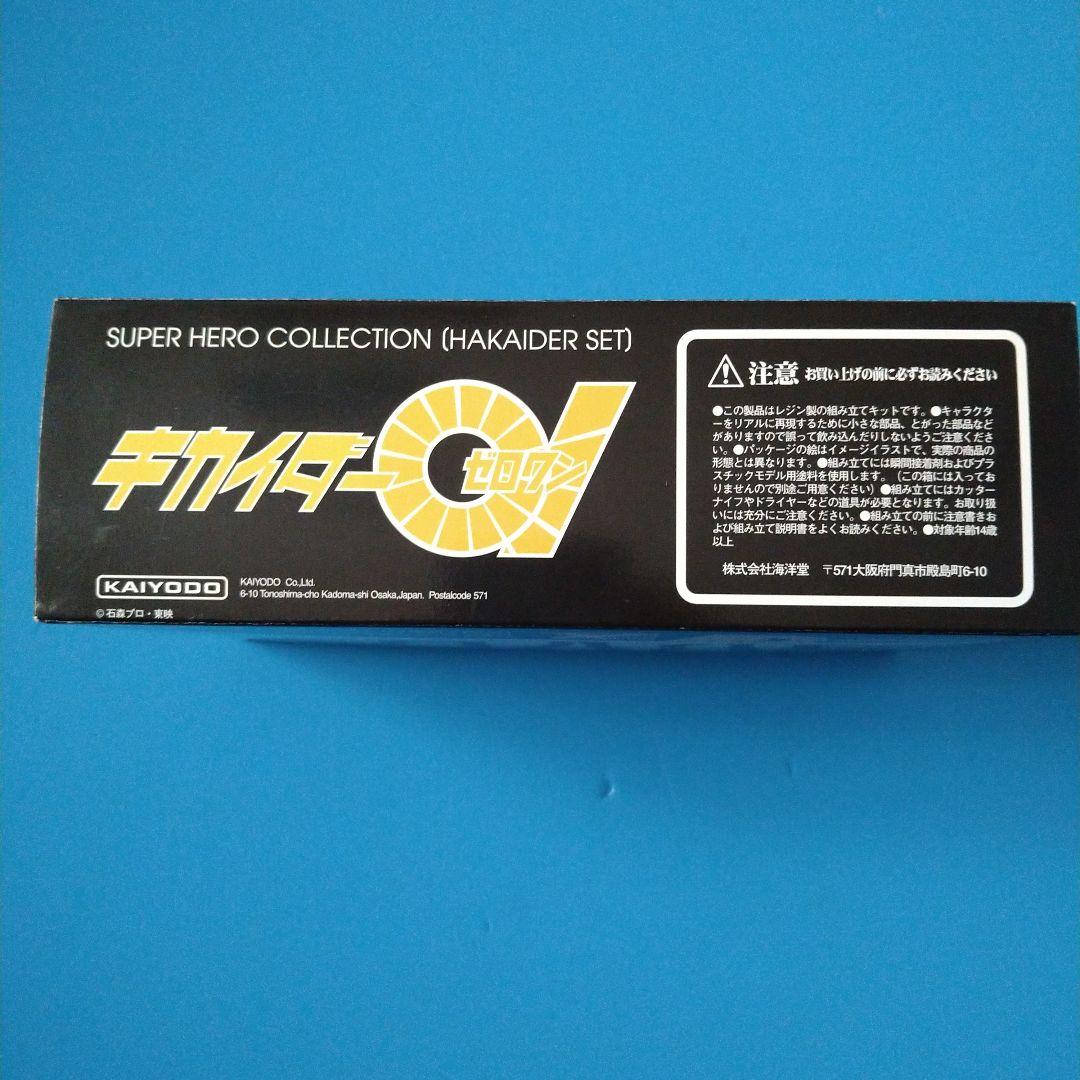 SUPER HERO COLLECTION (HAKAIDER SET)
キカイダー01
ゼロワン
KAIYODO
KAIYODO Co.,Ltd.
6-10 Tonoshima-cho Kadoma-shi Osaka,Japan. Postalcode 571
©石森プロ・東映
注意 お買い上げの前に必ずお読みください
●この製品はレジン製の組み立てキットです。●キャラクタ
ーをリアルに再現するために小さな部品、とがった部品など
がありますので誤って飲み込んだりしないようご注意くださ
い。●パッケージの絵はイメージイラストで、実際の商品の
形態とは異なります。●組み立てには瞬間接着剤およびプラ
スチックモデル用塗料を使用します。（この箱には入ってお
りませんので別途ご用意ください）●組み立てにはカッター
ナイフやドライヤーなどの道具が必要となります。お取り扱
いには充分にご注意ください。●組み立ての前に注意書きお
よび組み立て説明書をよくお読みください。●対象年齢14歳
以上
株式会社海洋堂 〒571大阪府門真市殿島町6-10